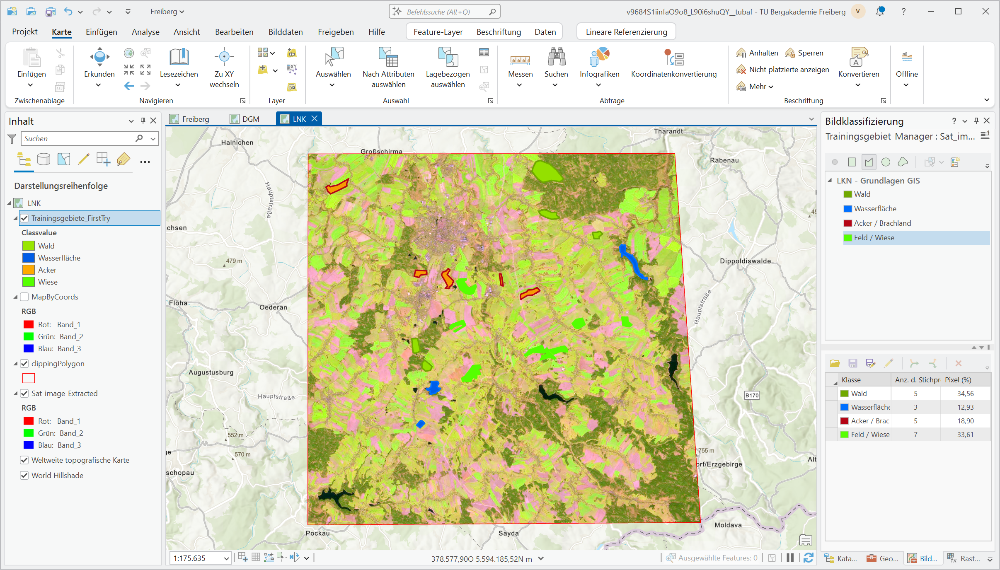 Freiberg
Befehlssuche (Alt+Q)
v9684S1iinfaO9o8_L90i6shuQY__tubaf - TU Bergakademie Freiberg
V
Projekt
Karte
Einfügen
Analyse
Ansicht
Bearbeiten
Bilddaten
Freigeben
Hilfe
Feature-Layer
Beschriftung
Daten
Lineare Referenzierung
Einfügen
Zwischenablage
Erkunden
Lesezeichen
Zu XY
wechseln
Navigieren
Layer
Auswählen
Nach Attributen
auswählen
Lagebezogen
auswählen
Auswahl
Messen
Suchen
Infografiken
Koordinatenkonvertierung
Abfrage
Anhalten
Sperren
Nicht platzierte anzeigen
Mehr
Konvertieren
Beschriftung
Offline
Inhalt
Suchen
Darstellungsreihenfolge
LNK
Trainingsgebiete_FirstTry
Classvalue
Wald
Wasserfläche
Acker
Wiese
MapByCoords
RGB
Rot: Band_1
Grün: Band_2
Blau: Band_3
clippingPolygon
Sat_image_Extracted
RGB
Rot: Band_1
Grün: Band_2
Blau: Band_3
Weltweite topografische Karte
World Hillshade
Freiberg
DGM
LNK
Tharandt
Hainichen
Großschirma
Rabenau
Hauptstraße
chsen
479 m
Dippoldiswalde
Flöha
Oederan
Hauptstraße
Augustusburg
Hauptstraße
B170
552 m
570 m
755 m
schopau
orf/Erzgebirge
Alt
Pockau
Sayda
Moldava
1:175.635
378.577,90O 5.594.185,52N m
Ausgewählte Features: 0
Bildklassifizierung
Trainingsgebiet-Manager : Sat_im...
LKN - Grundlagen GIS
Wald
Wasserfläche
Acker / Brachland
Feld / Wiese
Klasse Anz. d. Stichpr Pixel (%)
Wald 5 34,56
Wasserfläche 3 12,93
Acker / Brac 5 18,90
Feld / Wiese 7 33,61
Kata...
Geo...
Bild...
Rast...